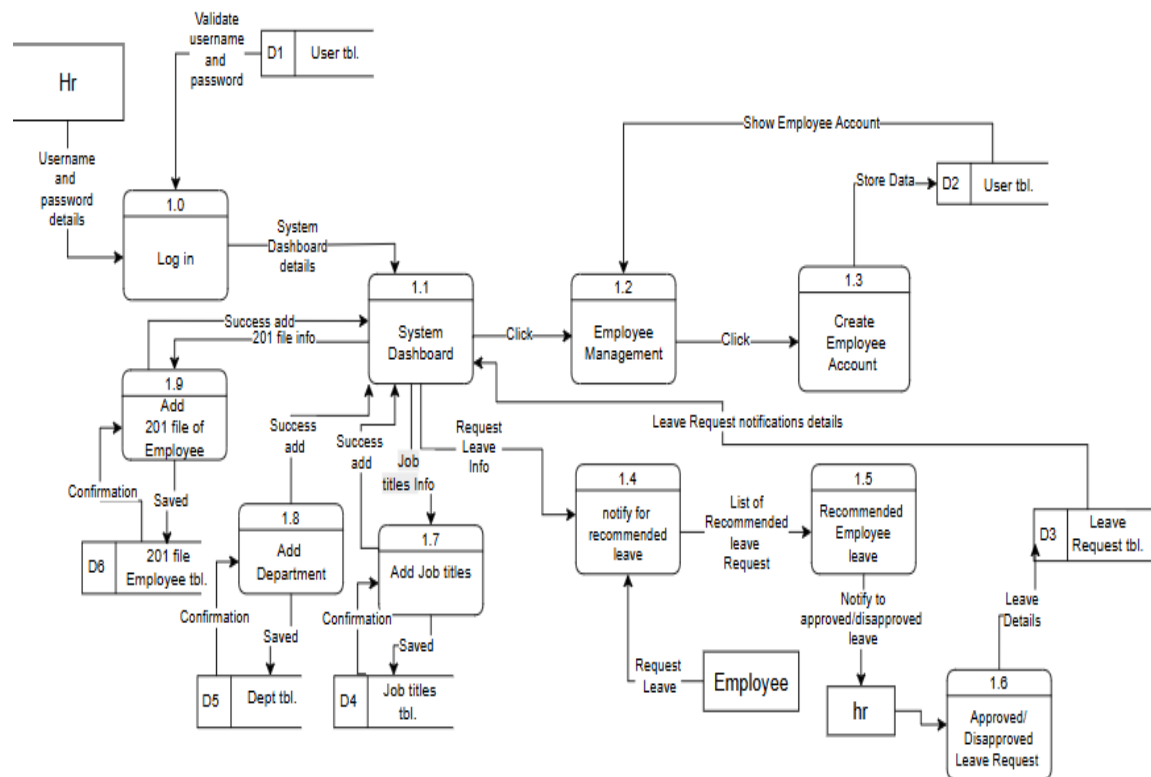 Validate
username
and
password
D1
User tbl.
Hr
Username
and
password
details
1.0
Log in
System
Dashboard
details
Show Employee Account
Store Data
D2
User tbl.
1.1
System
Dashboard
Click
1.2
Employee
Management
Click
1.3
Create
Employee
Account
Success add
201 file info
1.9
Add
201 file of
Employee
Confirmation
Saved
D6
201 file
Employee tbl.
Success
add
1.8
Add
Department
Confirmation
Saved
D5
Dept tbl.
Success
add
Job
titles Info
1.7
Add Job titles
Confirmation
Saved
D4
Job titles
tbl.
Request
Leave
Info
Leave Request notifications details
1.4
notify for
recommended
leave
List of
Recommended
leave
Request
1.5
Recommended
Employee
leave
D3
Leave
Request tbl.
Request
Leave
Employee
Notify to
approved/disapproved
leave
hr
Leave
Details
1.6
Approved/
Disapproved
Leave Request